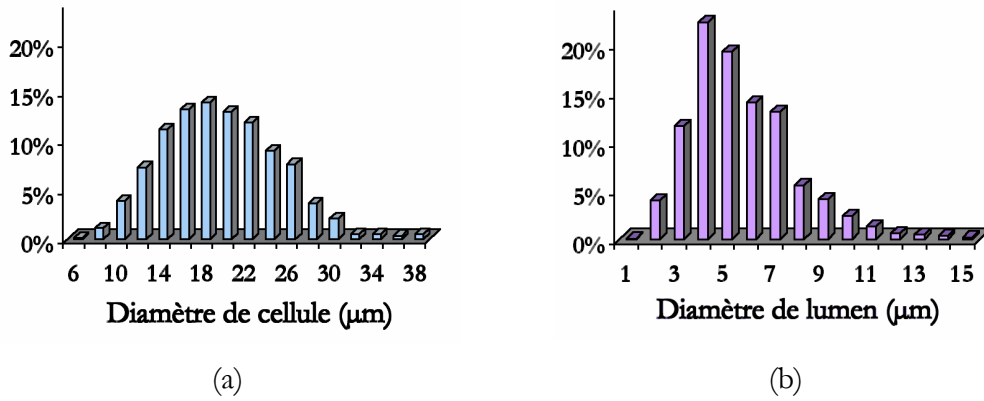 20%
15%
10%
5%
0%
6 10 14 18 22 26 30 34 38
Diamètre de cellule (µm)
(a)
20%
15%
10%
5%
0%
1 3 5 7 9 11 13 15
Diamètre de lumen (µm)
(b)